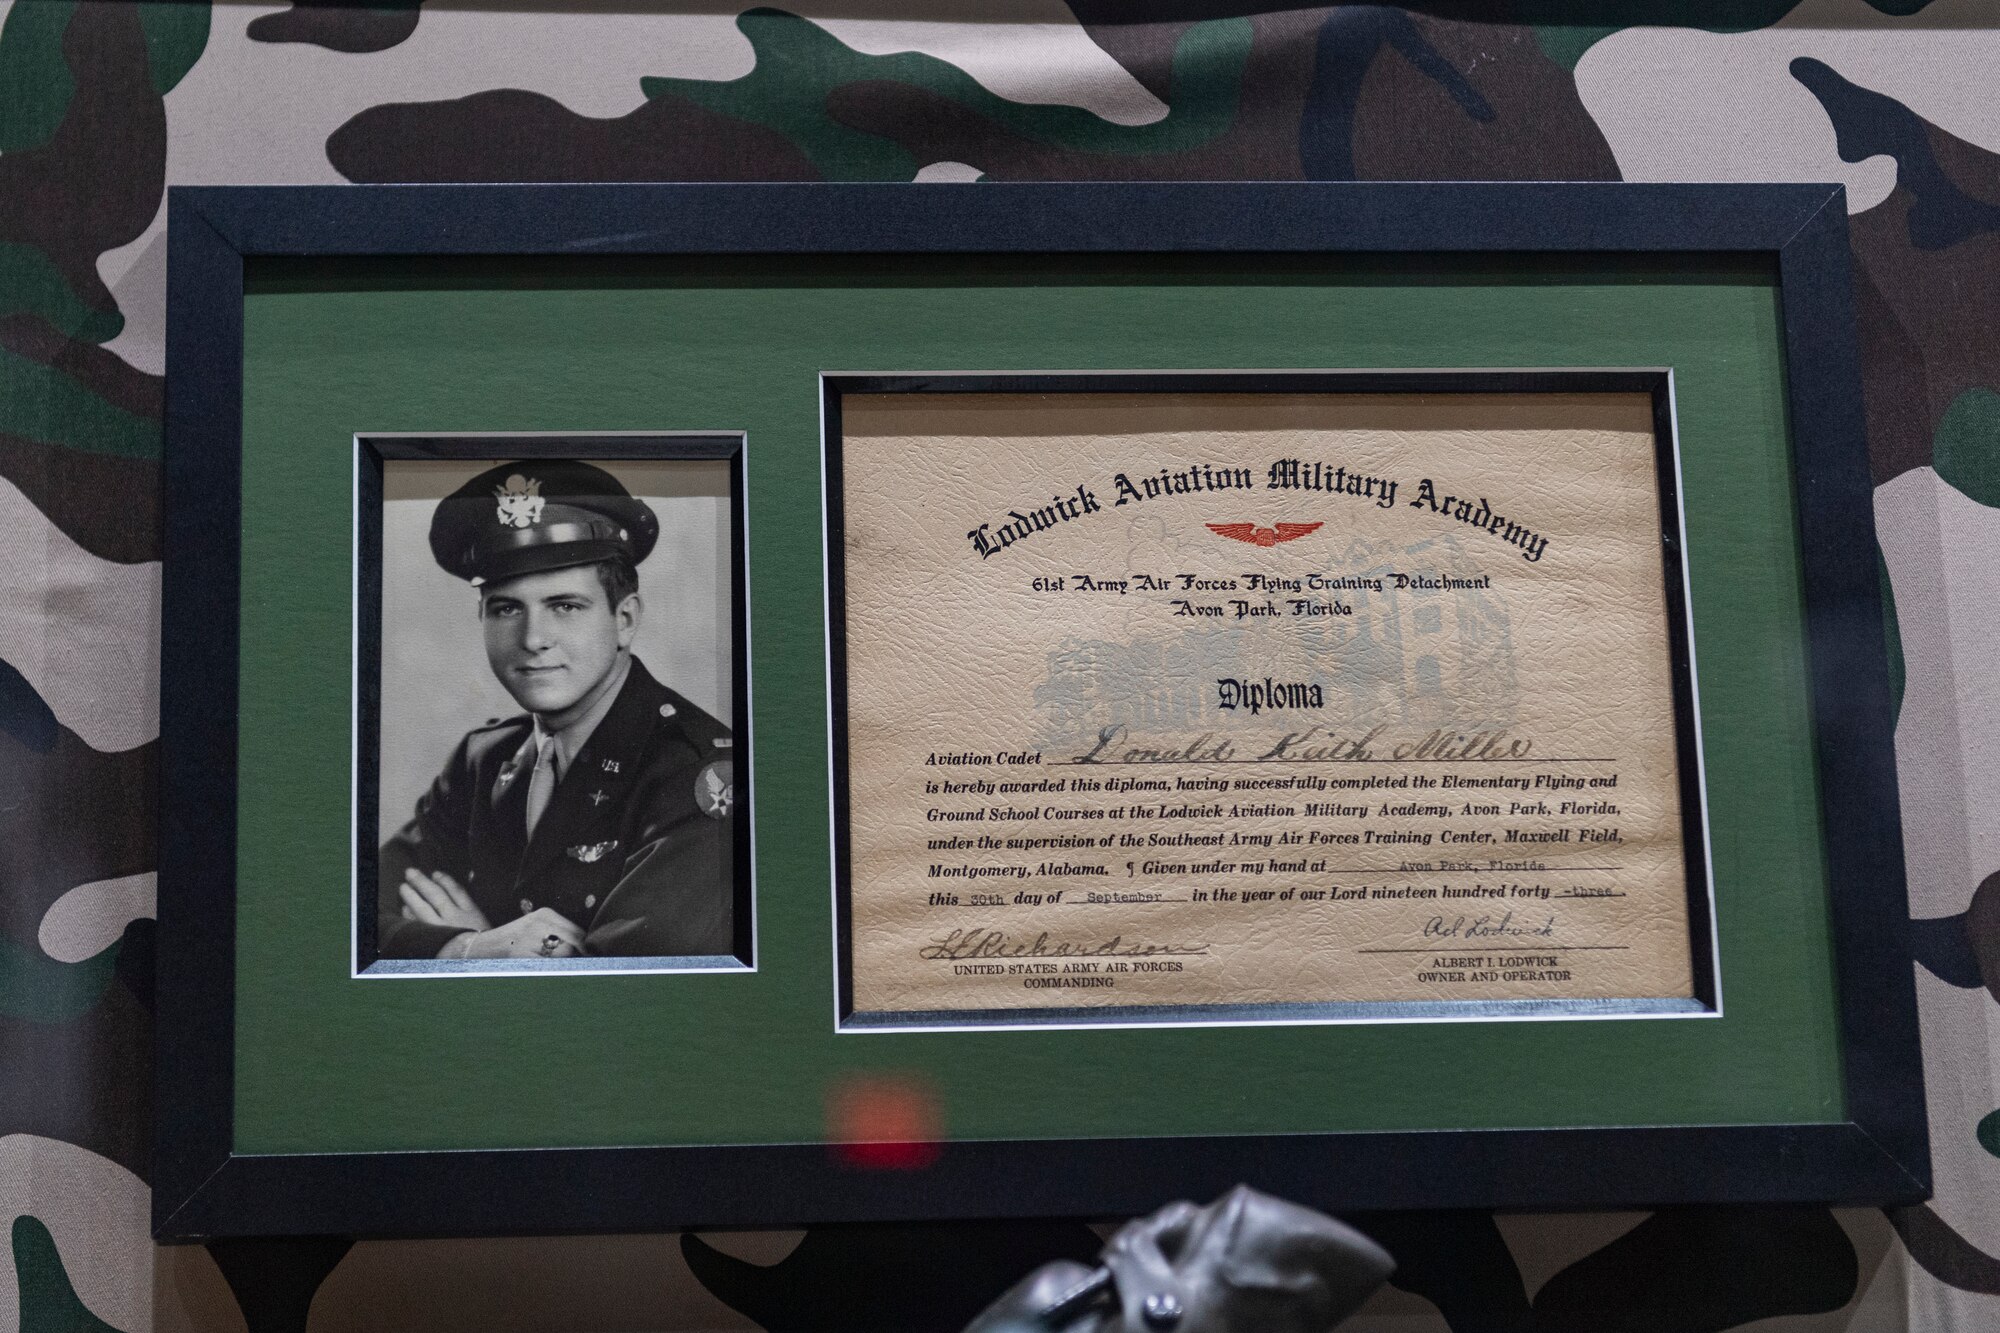 Lodwick Aviation Military Academy
61st Army Air Forces Flying Training Detachment
Avon Park, Florida
Diploma
Aviation Cadet Donald Keith Miller
is hereby awarded this diploma, having successfully completed the Elementary Flying and
Ground School Courses at the Lodwick Aviation Military Academy, Avon Park, Florida,
under the supervision of the Southeast Army Air Forces Training Center, Maxwell Field,
Montgomery, Alabama. ¶ Given under my hand at Avon Park, Florida
this 30th day of September in the year of our Lord nineteen hundred forty -three.
L E Richardson
UNITED STATES ARMY AIR FORCES
COMMANDING
Al Lodwick
ALBERT I. LODWICK
OWNER AND OPERATOR
U.S.